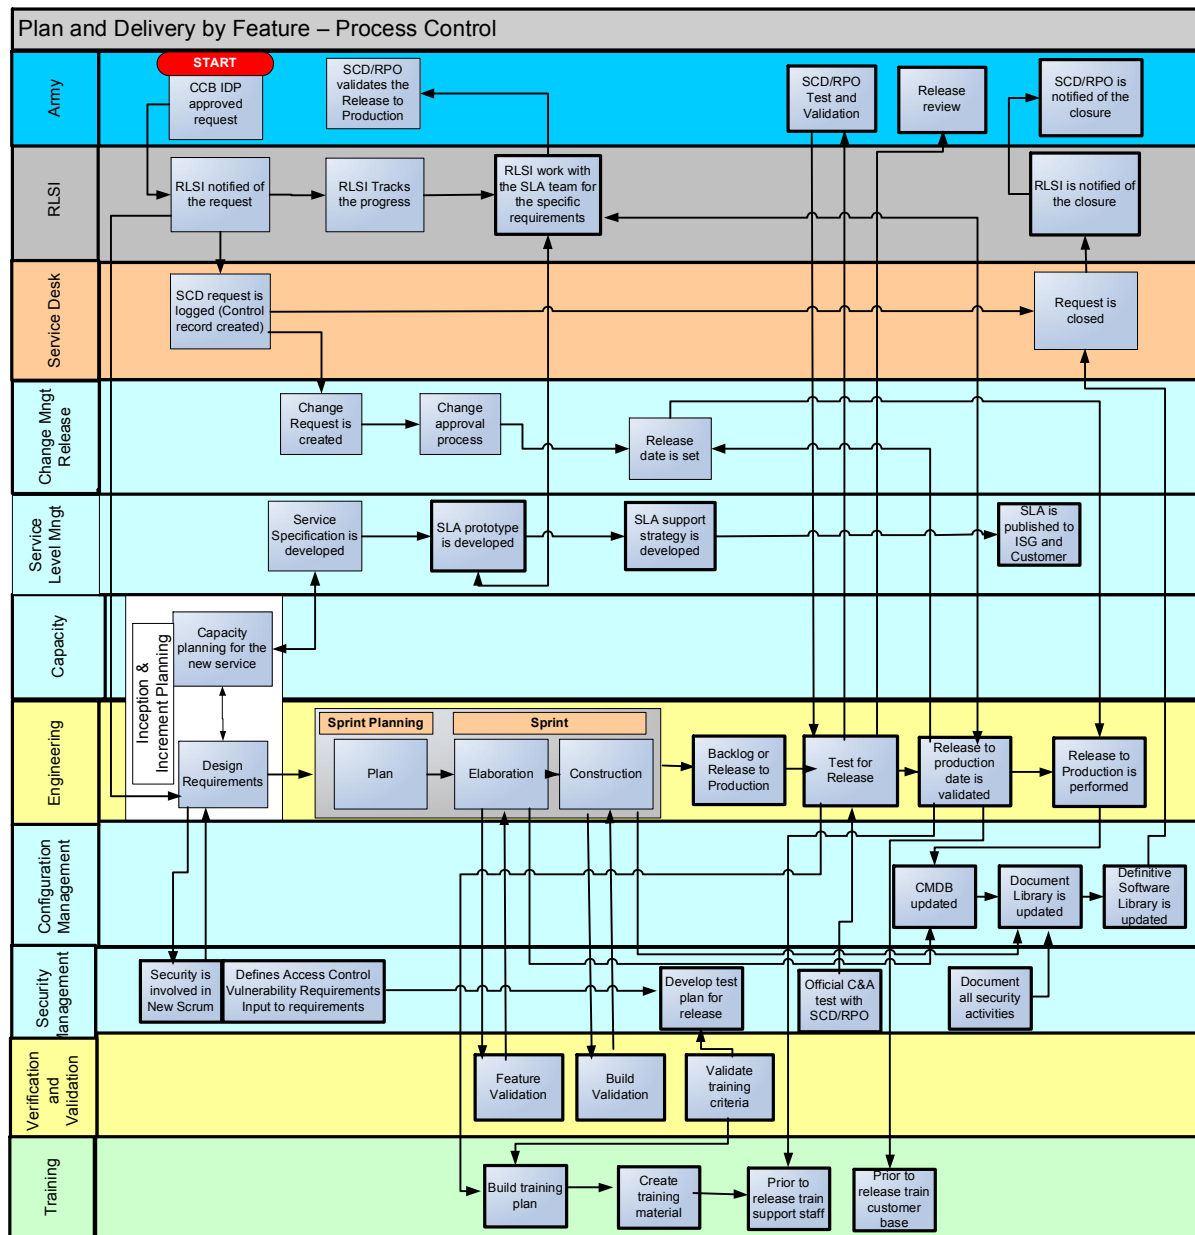 Plan and Delivery by Feature – Process Control
Army
START
CCB IDP
approved
request
SCD/RPO
validates the
Release to
Production
SCD/RPO
Test and
Validation
Release
review
SCD/RPO is
notified of the
closure
RLSI
RLSI notified of
the request
RLSI Tracks
the progress
RLSI work with
the SLA team for
the specific
requirements
RLSI is notified of
the closure
Service Desk
SCD request is
logged (Control
record created)
Request is
closed
Change Mngt
Release
Change
Request is
created
Change
approval
process
Release
date is set
Service
Level Mngt
Service
Specification is
developed
SLA prototype
is developed
SLA support
strategy is
developed
SLA is
published to
ISG and
Customer
Capacity
Inception &
Increment Planning
Capacity
planning for the
new service
Engineering
Design
Requirements
Sprint Planning
Sprint
Plan
Elaboration
Construction
Backlog or
Release to
Production
Test for
Release
Release to
production
date is
validated
Release to
Production is
performed
Configuration
Management
CMDB
updated
Document
Library is
updated
Definitive
Software
Library is
updated
Security
Management
Security is
involved in
New Scrum
Defines Access Control
Vulnerability Requirements
Input to requirements
Develop test
plan for
release
Official C&A
test with
SCD/RPO
Document
all security
activities
Verification
and
Validation
Feature
Validation
Build
Validation
Validate
training
criteria
Training
Build training
plan
Create
training
material
Prior to
release train
support staff
Prior to
release train
customer
base